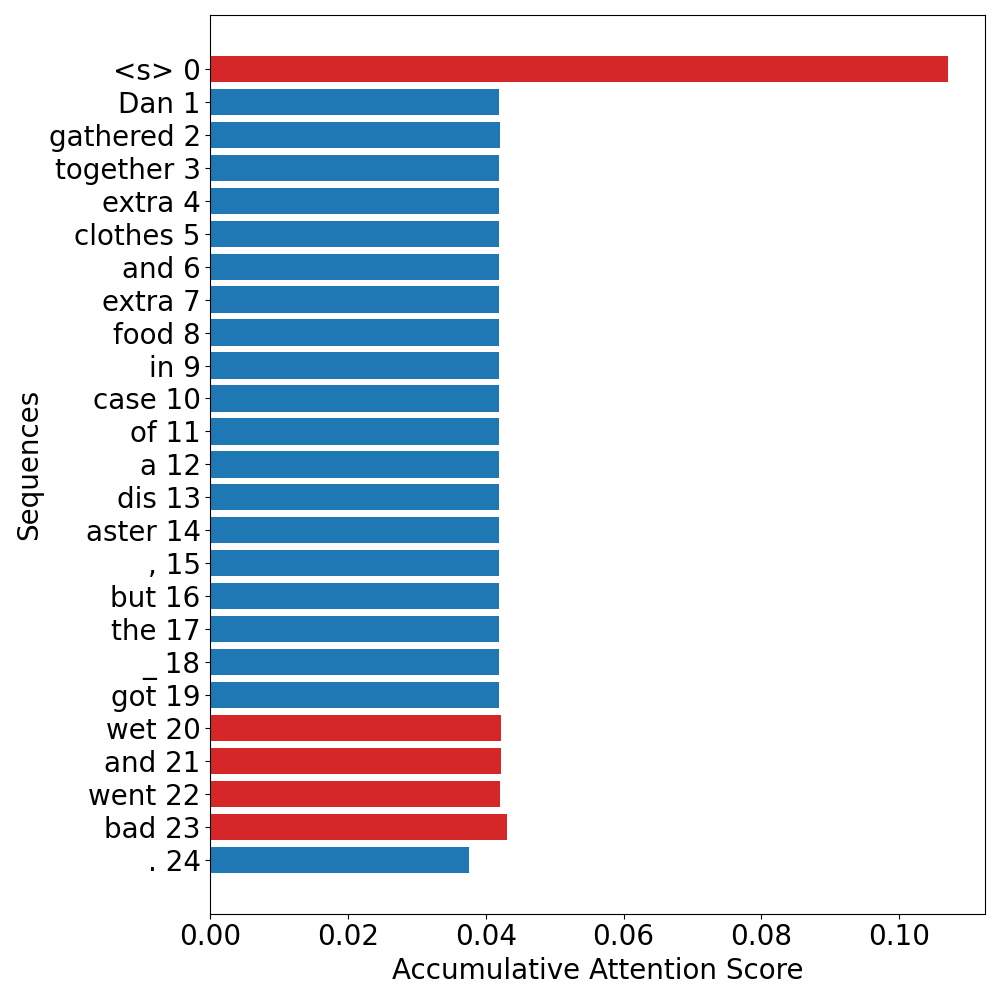 <s> 0
Dan 1
gathered 2
together 3
extra 4
clothes 5
and 6
extra 7
food 8
in 9
case 10
of 11
a 12
dis 13
aster 14
, 15
but 16
the 17
_ 18
got 19
wet 20
and 21
went 22
bad 23
. 24
Sequences
0.00 0.02 0.04 0.06 0.08 0.10
Accumulative Attention Score